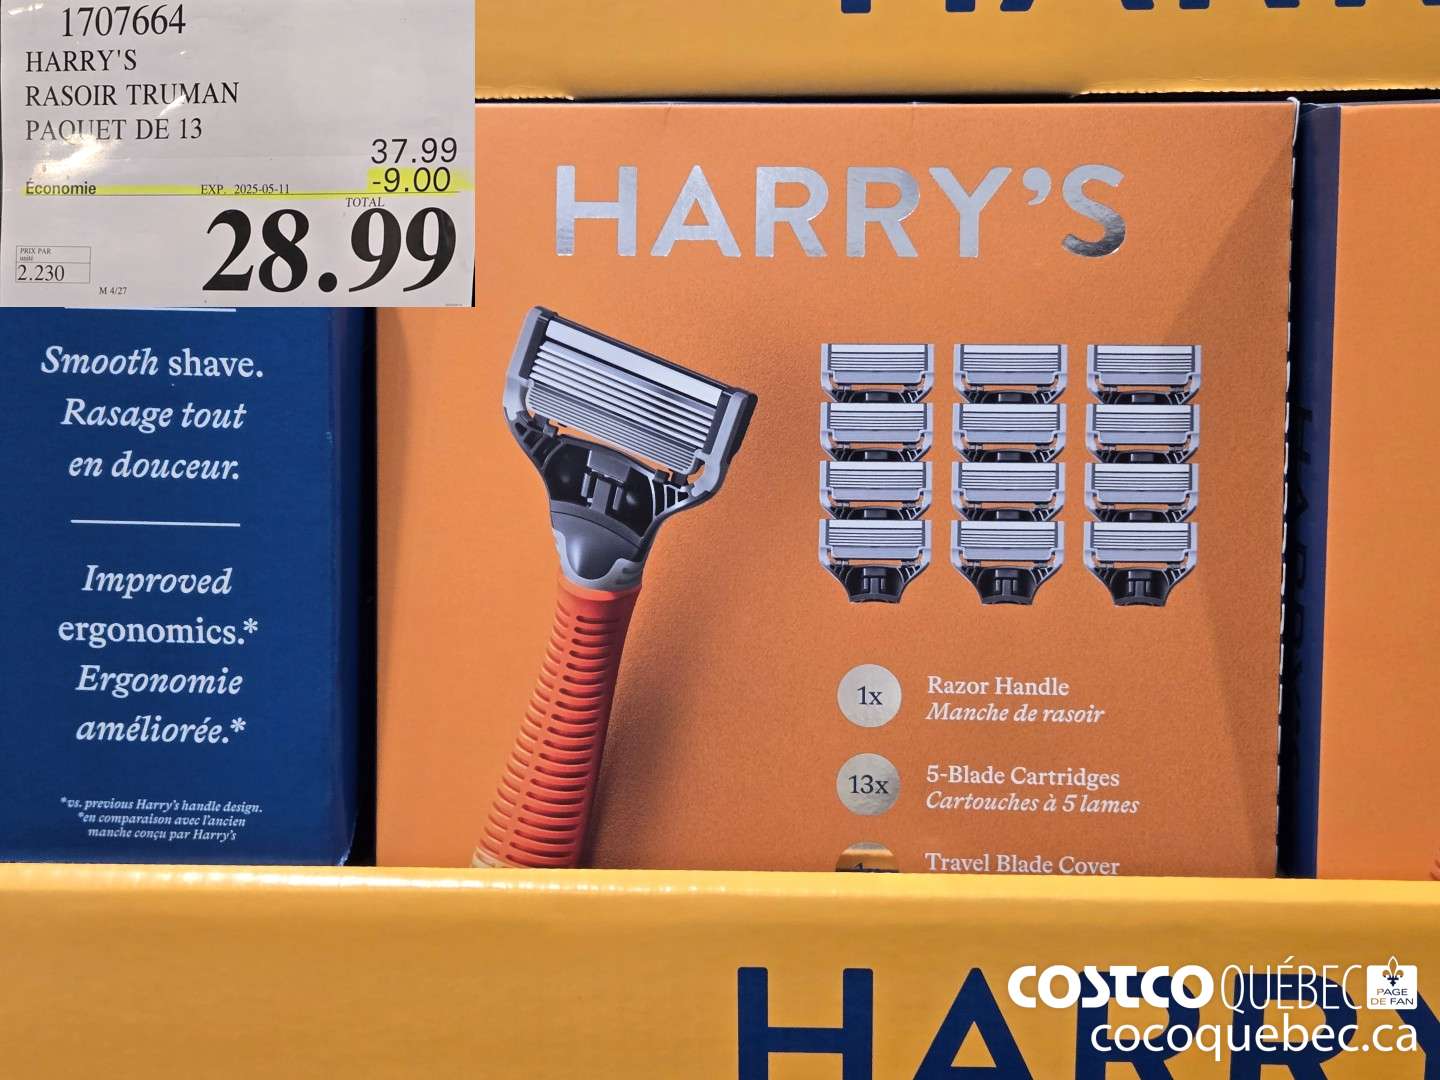 1707664
HARRY'S
RASOIR TRUMAN
PAQUET DE 13
37.99
Économie EXP. 2025-05-11 -9.00
TOTAL
28.99
PRIX PAR
unité
2.230
M 4/27
HARRY'S
Smooth shave.
Rasage tout
en douceur.
Improved
ergonomics.*
Ergonomie
améliorée.*
*vs. previous Harry's handle design.
*en comparaison avec l'ancien
manche conçu par Harry's
1x Razor Handle
Manche de rasoir
13x 5-Blade Cartridges
Cartouches à 5 lames
Travel Blade Cover
HARRY
COSTCO QUÉBEC PAGE
DE FAN
cocoquebec.ca